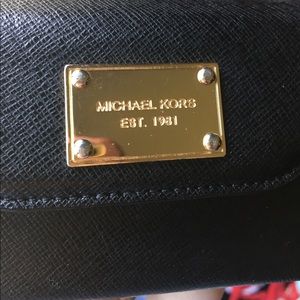 MICHAEL KORS
EST. 1981